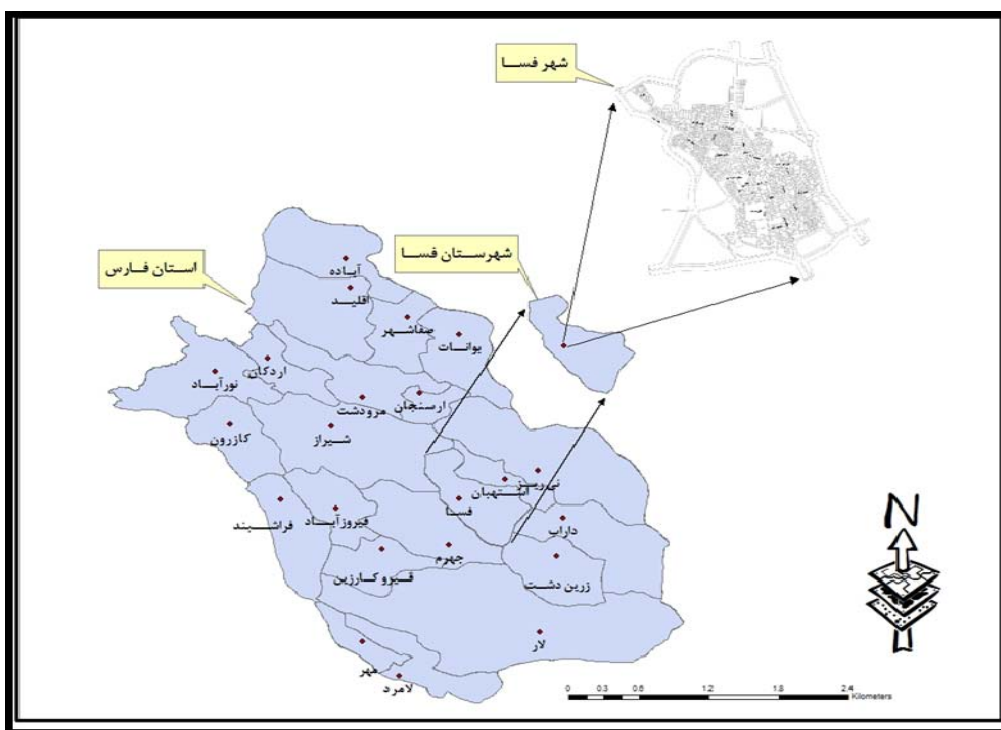 شهر فسا
شهرستان فسا
استان فارس
آباده
اقلید
صفاشهر
بوانات
اردکان
نورآباد
ارسنجان
مرودشت
کازرون
شیراز
نی ریز
استهبان
فسا
داراب
فراشبند
فیروزآباد
جهرم
قیر و کارزین
زرین دشت
لار
مهر
لامرد
N
0 0.3 0.6 1.2 1.8 2.4
Kilometers